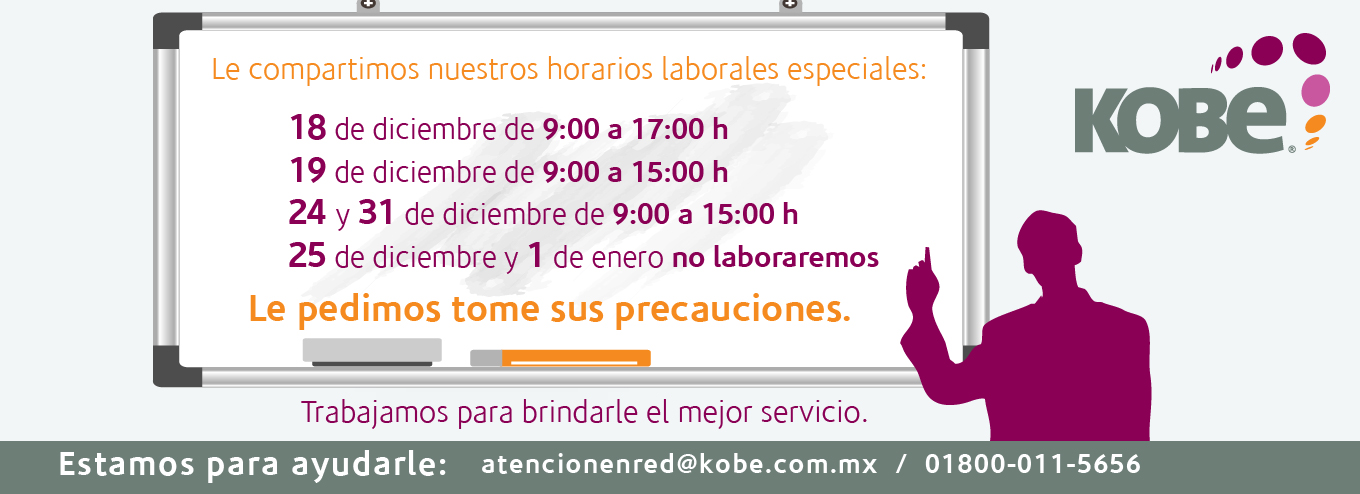 Le compartimos nuestros horarios laborales especiales:
18 de diciembre de 9:00 a 17:00 h
19 de diciembre de 9:00 a 15:00 h
24 y 31 de diciembre de 9:00 a 15:00 h
25 de diciembre y 1 de enero no laboraremos
Le pedimos tome sus precauciones.
KOBe®
Trabajamos para brindarle el mejor servicio.
Estamos para ayudarle: atencionenred@kobe.com.mx / 01800-011-5656